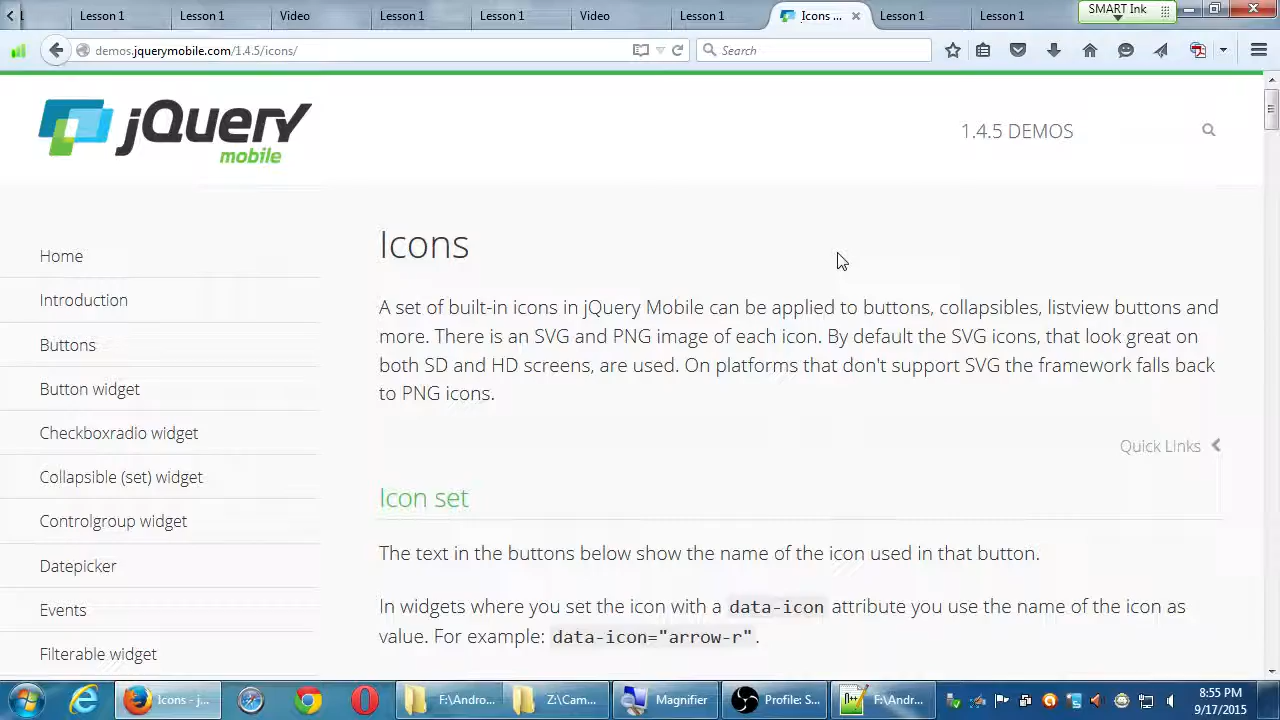 Lesson 1
Lesson 1
Video
Lesson 1
Lesson 1
Video
Lesson 1
Icons ...
Lesson 1
Lesson 1
SMART Ink
demos.jquerymobile.com/1.4.5/icons/
Search
jQuery
mobile
1.4.5 DEMOS
Home
Introduction
Buttons
Button widget
Checkboxradio widget
Collapsible (set) widget
Controlgroup widget
Datepicker
Events
Filterable widget
Icons
A set of built-in icons in jQuery Mobile can be applied to buttons, collapsibles, listview buttons and
more. There is an SVG and PNG image of each icon. By default the SVG icons, that look great on
both SD and HD screens, are used. On platforms that don't support SVG the framework falls back
to PNG icons.
Quick LInks
Icon set
The text in the buttons below show the name of the icon used in that button.
In widgets where you set the icon with a data-icon attribute you use the name of the icon as
value. For example: data-icon="arrow-r".
Icons - j...
F:\Andro...
Z:\Cam...
Magnifier
Profile: S...
F:\Andr...
8:55 PM
9/17/2015